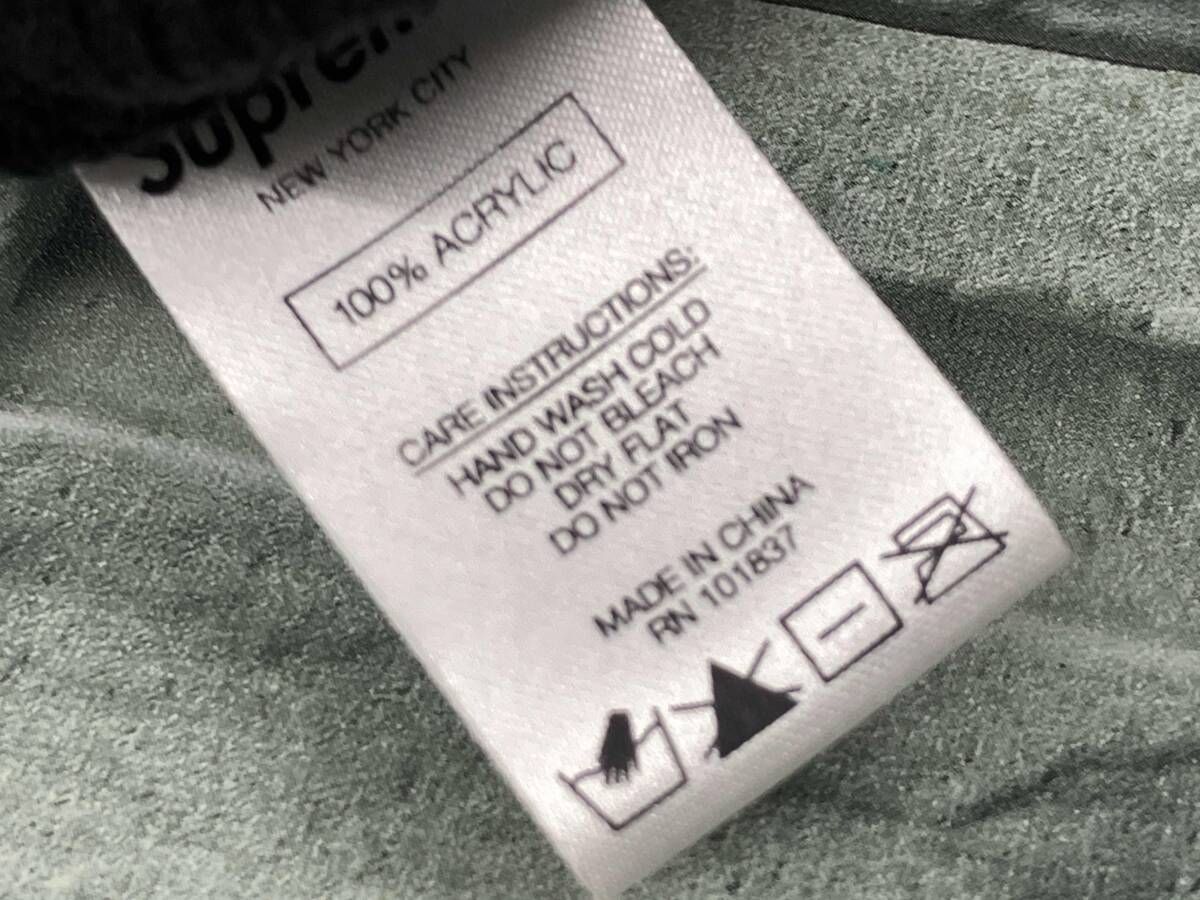 Suprem
NEW YORK CITY
100% ACRYLIC
CARE INSTRUCTIONS:
HAND WASH COLD
DO NOT BLEACH
DRY FLAT
DO NOT IRON
MADE IN CHINA
RN 101837